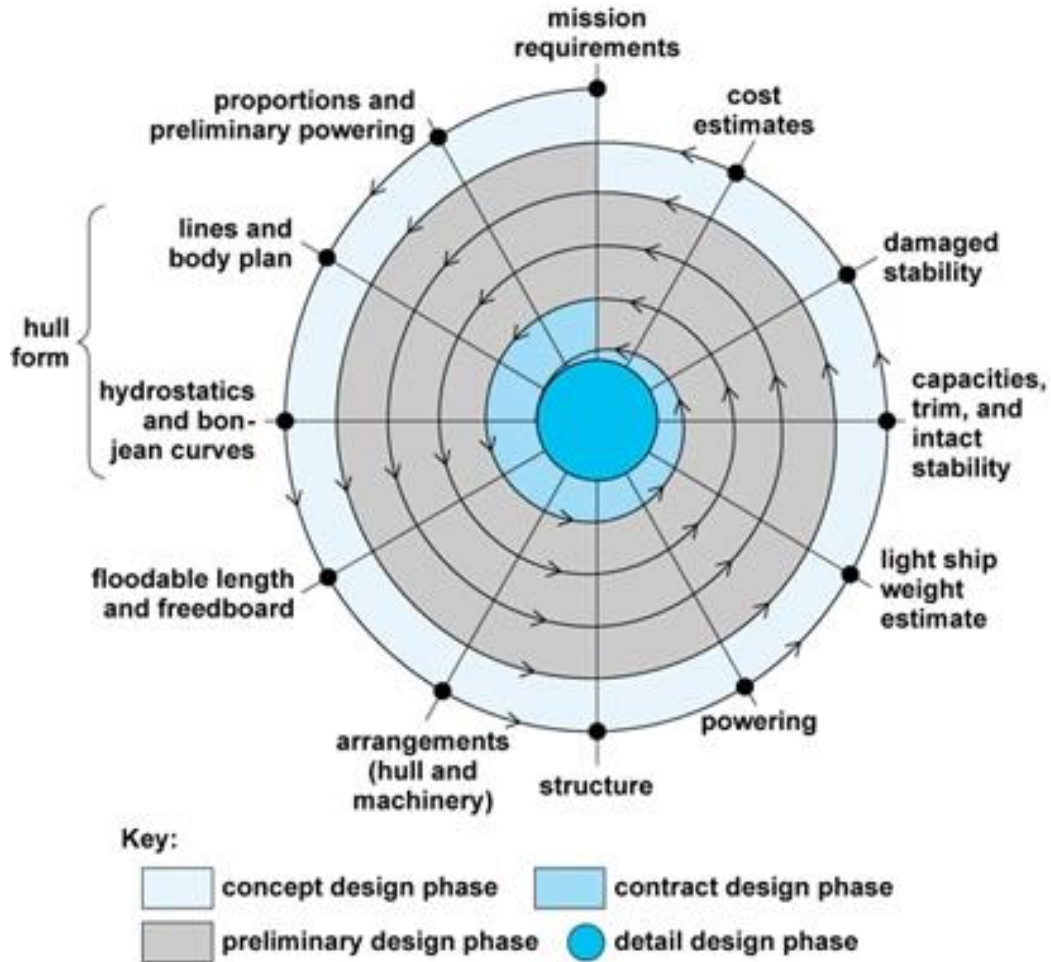 mission
requirements
cost
estimates
proportions and
preliminary powering
lines and
body plan
damaged
stability
hull
form
hydrostatics
and bon-
jean curves
capacities,
trim, and
intact
stability
floodable length
and freedboard
light ship
weight
estimate
arrangements
(hull and
machinery)
structure
powering
Key:
concept design phase
contract design phase
preliminary design phase
detail design phase